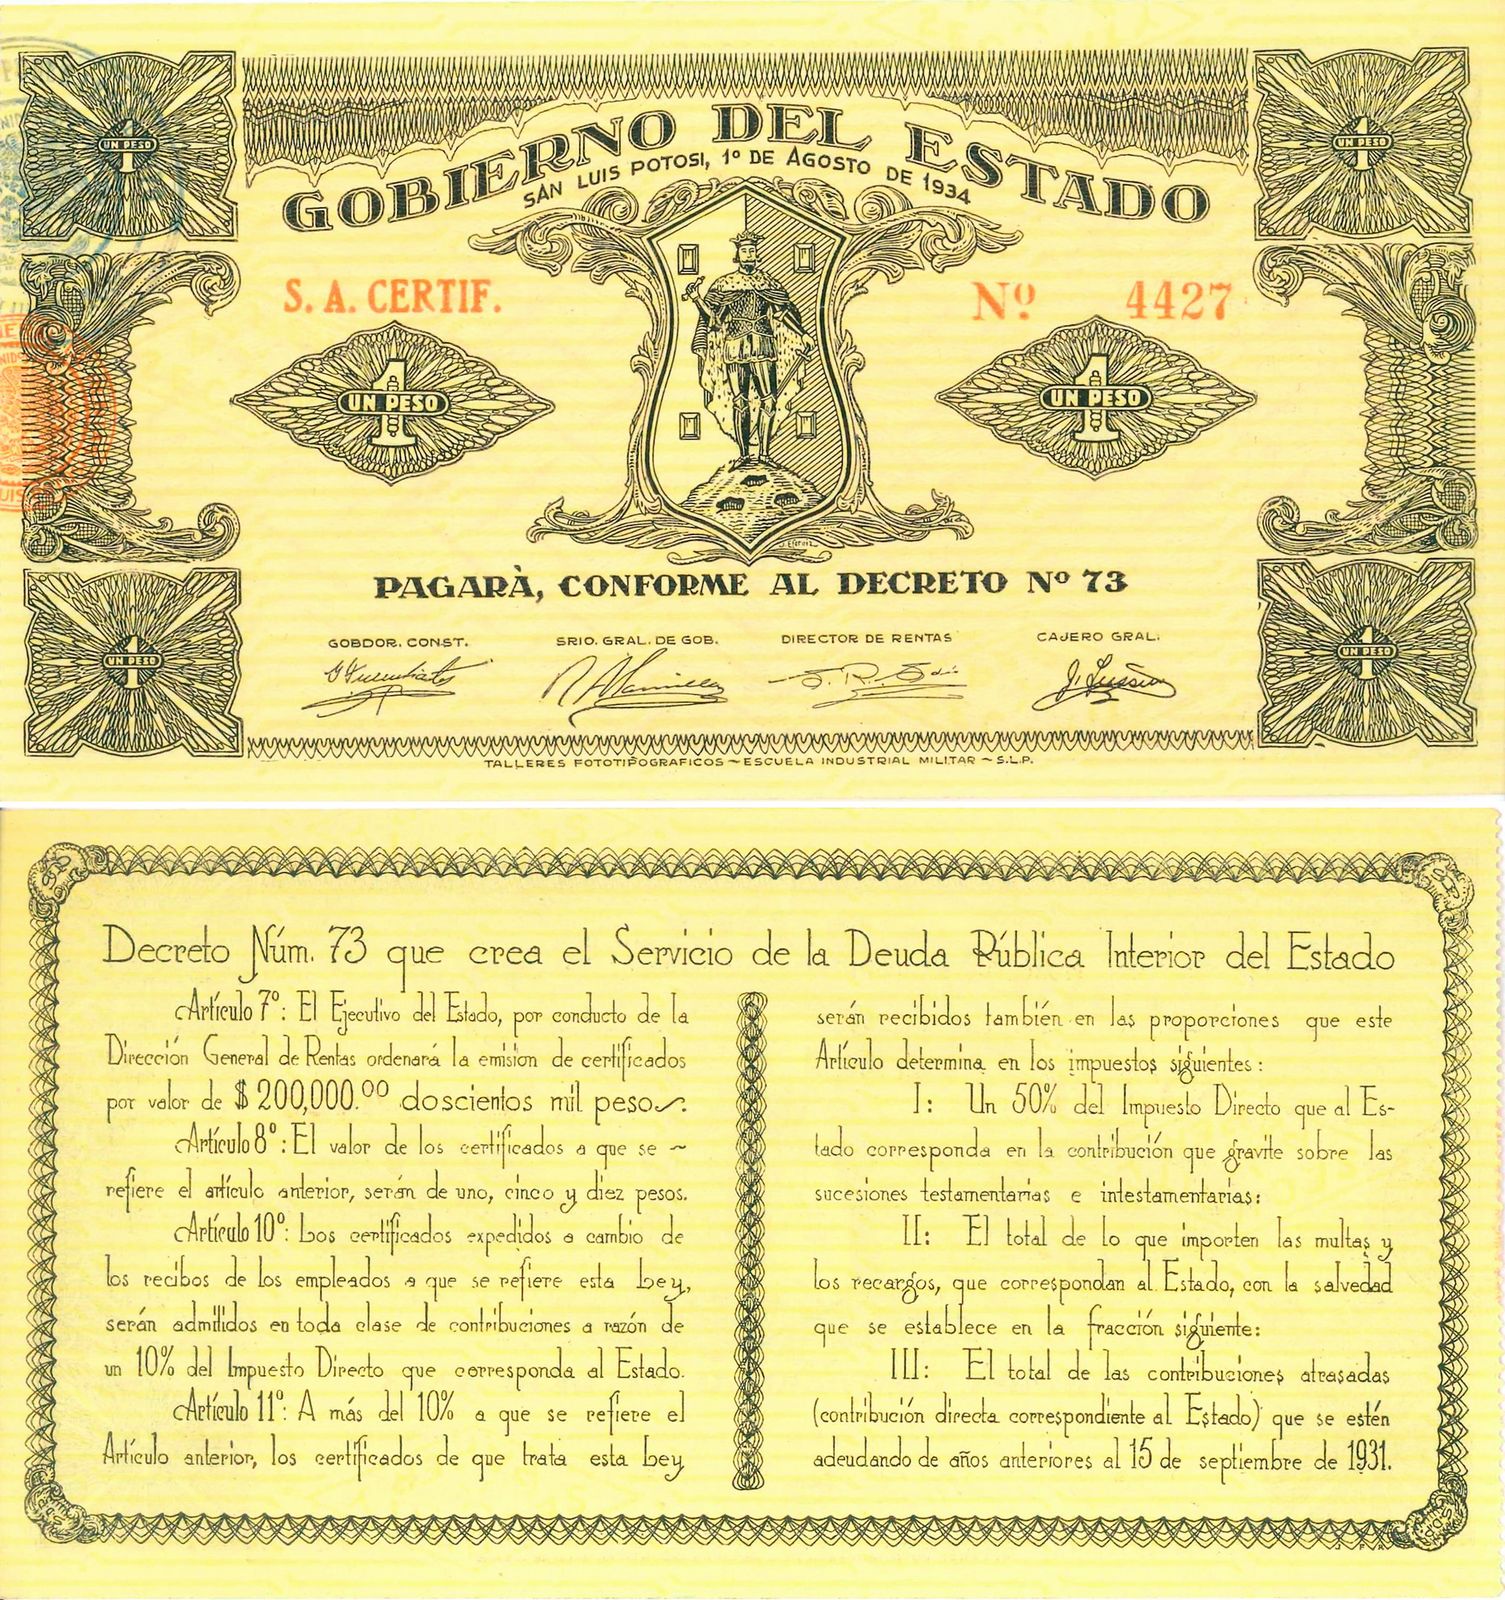 GOBIERNO DEL ESTADO
SAN LUIS POTOSI, 1º DE AGOSTO DE 1934
1
UN PESO
1
UN PESO
S. A. CERTIF.
Nº 4427
1
UN PESO
1
UN PESO
PAGARÀ, CONFORME AL DECRETO Nº 73
GOBDOR. CONST.
SRIO. GRAL. DE GOB.
DIRECTOR DE RENTAS
CAJERO GRAL.
1
UN PESO
1
UN PESO
TALLERES FOTOTIPOGRAFICOS ~ ESCUELA INDUSTRIAL MILITAR ~ S.L.P.
Decreto Núm. 73 que crea el Servicio de la Deuda Pública Interior del Estado
Artículo 7º: El Ejecutivo del Estado, por conducto de la
Dirección General de Rentas ordenará la emisión de certificados
por valor de $ 200,000.00 doscientos mil pesos.
Artículo 8º: El valor de los certificados a que se ~
refiere el artículo anterior, serán de uno, cinco y diez pesos.
Artículo 10º: Los certificados expedidos a cambio de
los recibos de los empleados a que se refiere esta Ley,
serán admitidos en toda clase de contribuciones a razón de
un 10% del Impuesto Directo que corresponda al Estado.
Artículo 11º: A más del 10% a que se refiere el
Artículo anterior, los certificados de que trata esta Ley
serán recibidos también en las proporciones que este
Artículo determina en los impuestos siguientes:
I: Un 50% del Impuesto Directo que al Es-
tado corresponda en la contribución que gravite sobre las
sucesiones testamentarias e intestamentarias:
II: El total de lo que importen las multas y
los recargos, que correspondan al Estado, con la salvedad
que se establece en la fracción siguiente:
III: El total de las contribuciones atrasadas
(contribución directa correspondiente al Estado) que se estén
adeudando de años anteriores al 15 de septiembre de 1931.